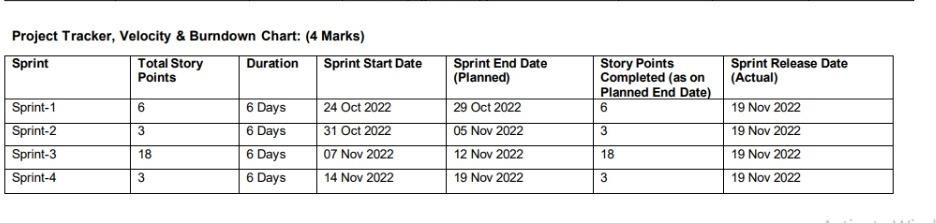 Project Tracker, Velocity & Burndown Chart: (4 Marks)
Sprint Total Story Points Duration Sprint Start Date Sprint End Date (Planned) Story Points Completed (as on Planned End Date) Sprint Release Date (Actual)
Sprint-1 6 6 Days 24 Oct 2022 29 Oct 2022 6 19 Nov 2022
Sprint-2 3 6 Days 31 Oct 2022 05 Nov 2022 3 19 Nov 2022
Sprint-3 18 6 Days 07 Nov 2022 12 Nov 2022 18 19 Nov 2022
Sprint-4 3 6 Days 14 Nov 2022 19 Nov 2022 3 19 Nov 2022